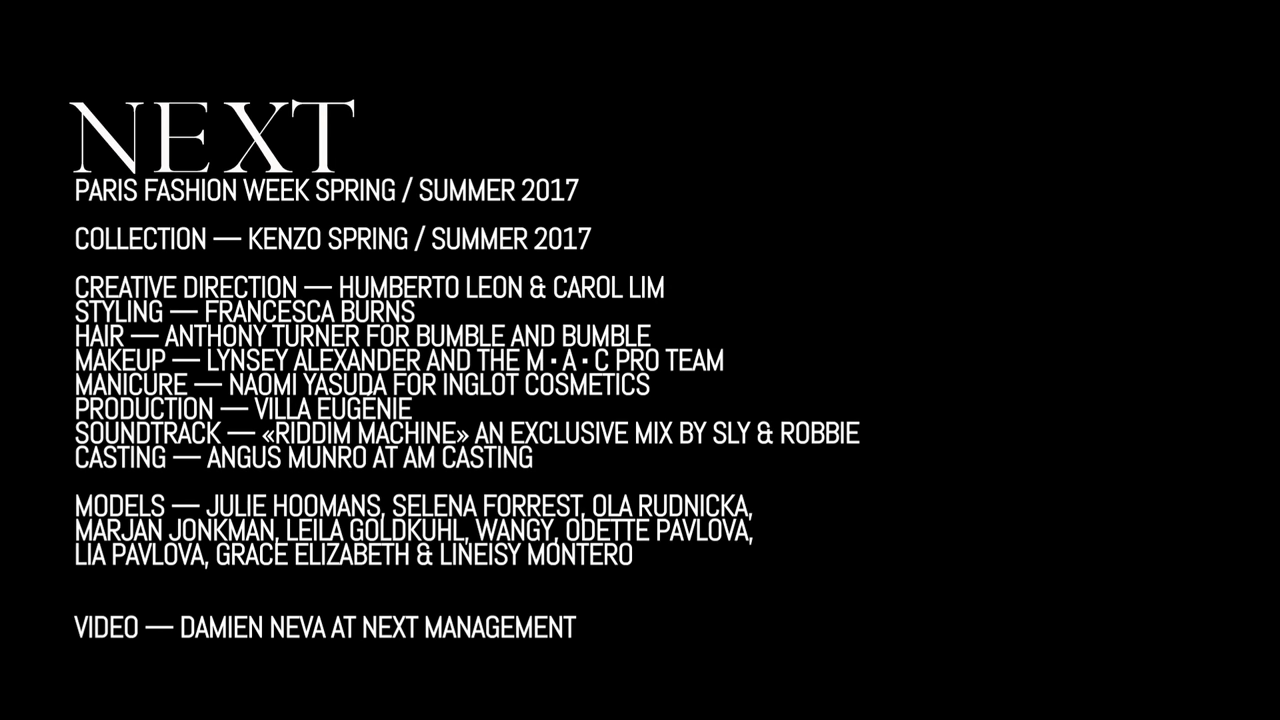 NEXT
PARIS FASHION WEEK SPRING / SUMMER 2017
COLLECTION — KENZO SPRING / SUMMER 2017
CREATIVE DIRECTION — HUMBERTO LEON & CAROL LIM
STYLING — FRANCESCA BURNS
HAIR — ANTHONY TURNER FOR BUMBLE AND BUMBLE
MAKEUP — LYNSEY ALEXANDER AND THE M · A · C PRO TEAM
MANICURE — NAOMI YASUDA FOR INGLOT COSMETICS
PRODUCTION — VILLA EUGÉNIE
SOUNDTRACK — «RIDDIM MACHINE» AN EXCLUSIVE MIX BY SLY & ROBBIE
CASTING — ANGUS MUNRO AT AM CASTING
MODELS — JULIE HOOMANS, SELENA FORREST, OLA RUDNICKA,
MARJAN JONKMAN, LEILA GOLDKUHL, WANGY, ODETTE PAVLOVA,
LIA PAVLOVA, GRACE ELIZABETH & LINEISY MONTERO
VIDEO — DAMIEN NEVA AT NEXT MANAGEMENT